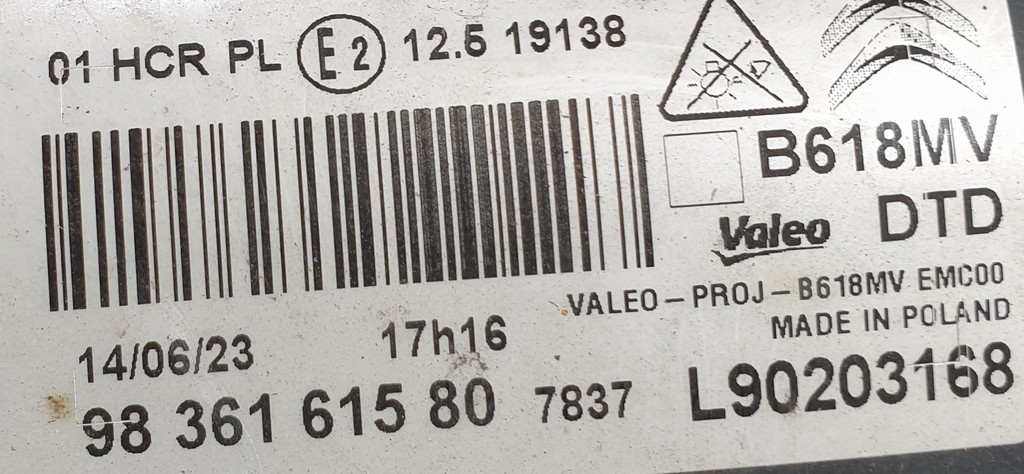 01 HCR PL E2 12.5 19138
B618MV
Valeo DTD
VALEO-PROJ-B618MV EMC00
MADE IN POLAND
14/06/23 17h16
98 361 615 80 7837 L90203168